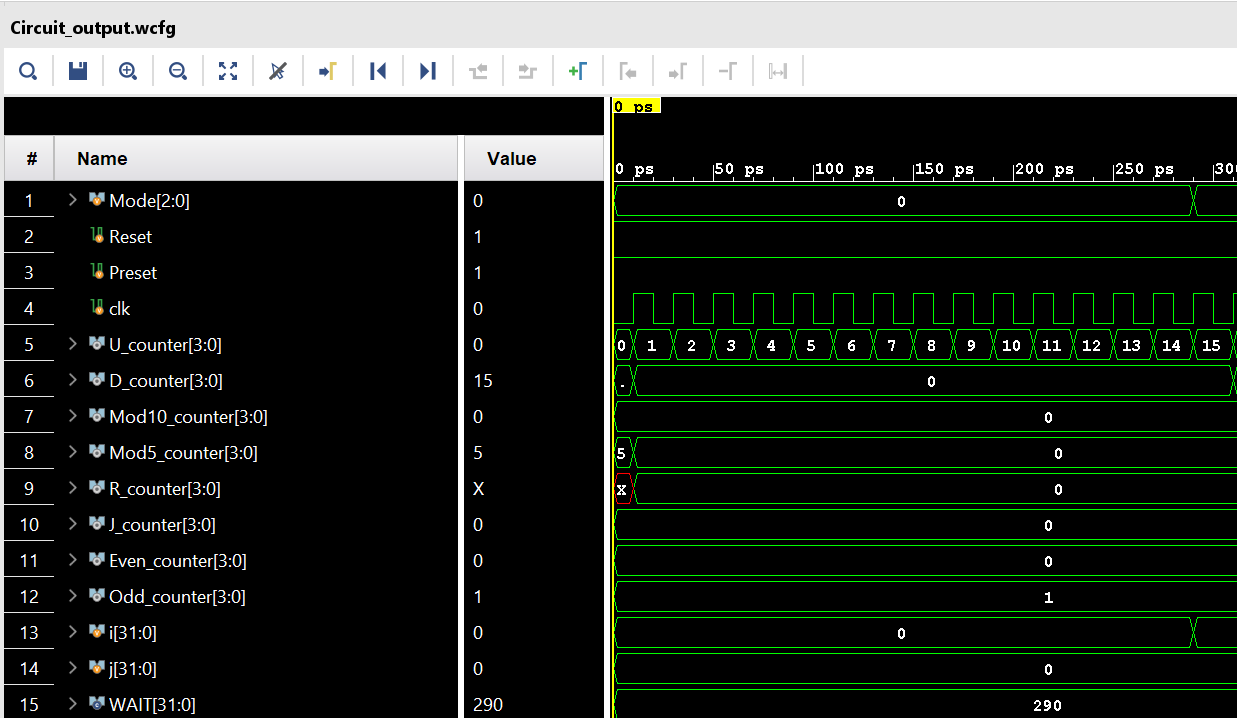 Circuit_output.wcfg
0 ps
# Name Value
0 ps 50 ps 100 ps 150 ps 200 ps 250 ps
1 Mode[2:0] 0 0
2 Reset 1
3 Preset 1
4 clk 0
5 U_counter[3:0] 0 0 1 2 3 4 5 6 7 8 9 10 11 12 13 14 15
6 D_counter[3:0] 15 . 0
7 Mod10_counter[3:0] 0 0
8 Mod5_counter[3:0] 5 5 0
9 R_counter[3:0] X X 0
10 J_counter[3:0] 0 0
11 Even_counter[3:0] 0 0
12 Odd_counter[3:0] 1 1
13 i[31:0] 0 0
14 j[31:0] 0 0
15 WAIT[31:0] 290 290